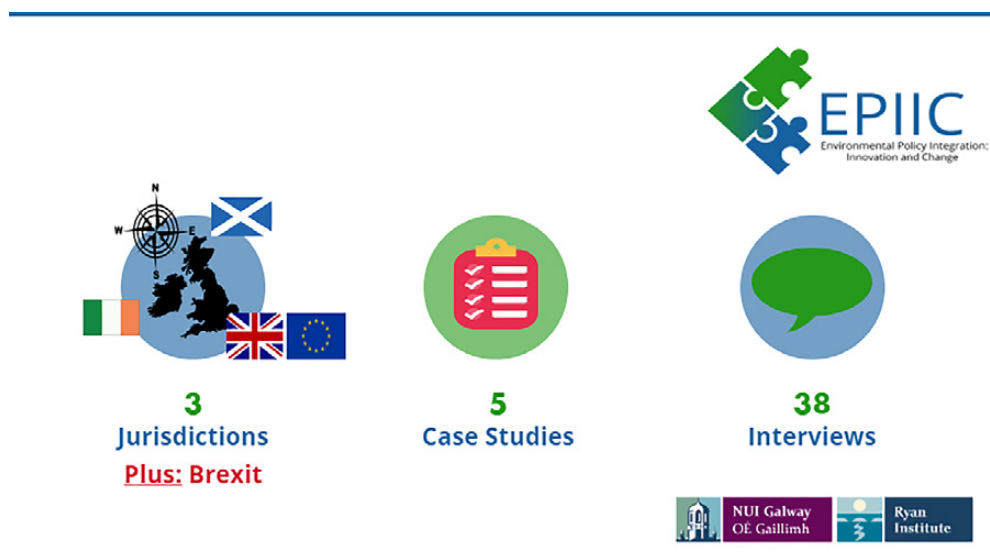 EPIIC
Environmental Policy Integration:
Innovation and Change
N
W
E
S
3
Jurisdictions
Plus: Brexit
5
Case Studies
38
Interviews
NUI Galway
OÉ Gaillimh
Ryan
Institute